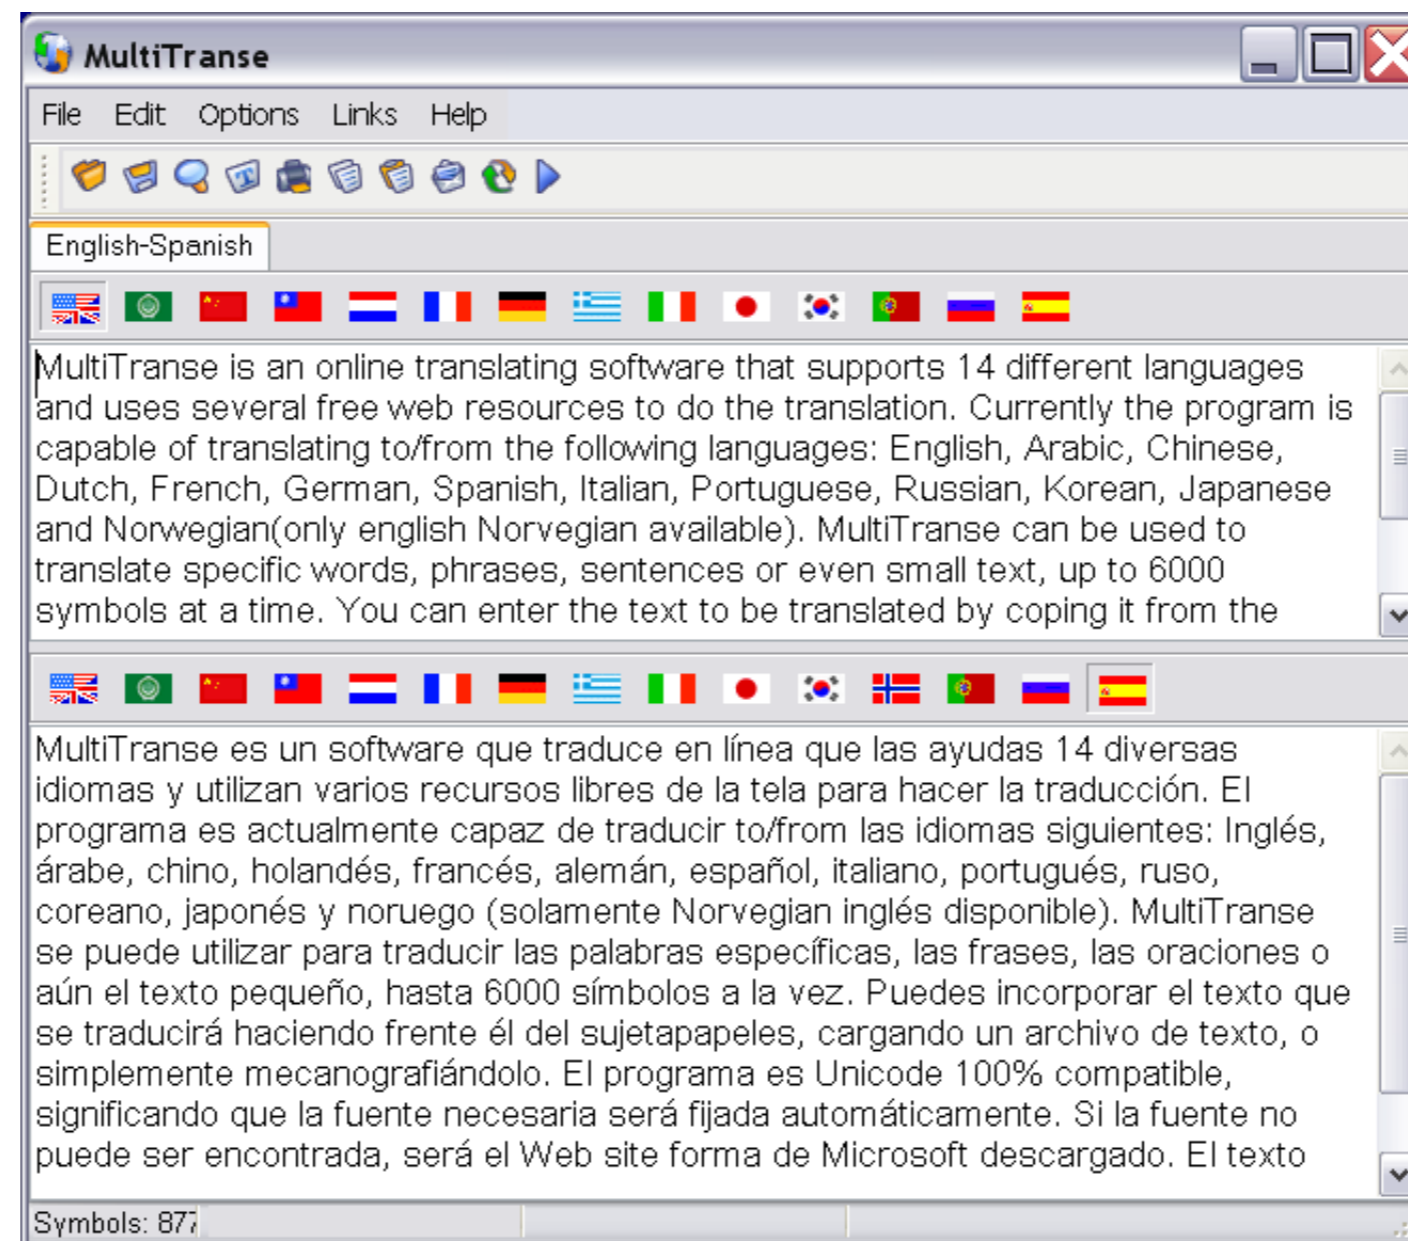 MultiTranse
File Edit Options Links Help
English-Spanish
MultiTranse is an online translating software that supports 14 different languages
and uses several free web resources to do the translation. Currently the program is
capable of translating to/from the following languages: English, Arabic, Chinese,
Dutch, French, German, Spanish, Italian, Portuguese, Russian, Korean, Japanese
and Norwegian(only english Norvegian available). MultiTranse can be used to
translate specific words, phrases, sentences or even small text, up to 6000
symbols at a time. You can enter the text to be translated by coping it from the
MultiTranse es un software que traduce en línea que las ayudas 14 diversas
idiomas y utilizan varios recursos libres de la tela para hacer la traducción. El
programa es actualmente capaz de traducir to/from las idiomas siguientes: Inglés,
árabe, chino, holandés, francés, alemán, español, italiano, portugués, ruso,
coreano, japonés y noruego (solamente Norvegian inglés disponible). MultiTranse
se puede utilizar para traducir las palabras específicas, las frases, las oraciones o
aún el texto pequeño, hasta 6000 símbolos a la vez. Puedes incorporar el texto que
se traducirá haciendo frente él del sujetapapeles, cargando un archivo de texto, o
simplemente mecanografiándolo. El programa es Unicode 100% compatible,
significando que la fuente necesaria será fijada automáticamente. Si la fuente no
puede ser encontrada, será el Web site forma de Microsoft descargado. El texto
Symbols: 877